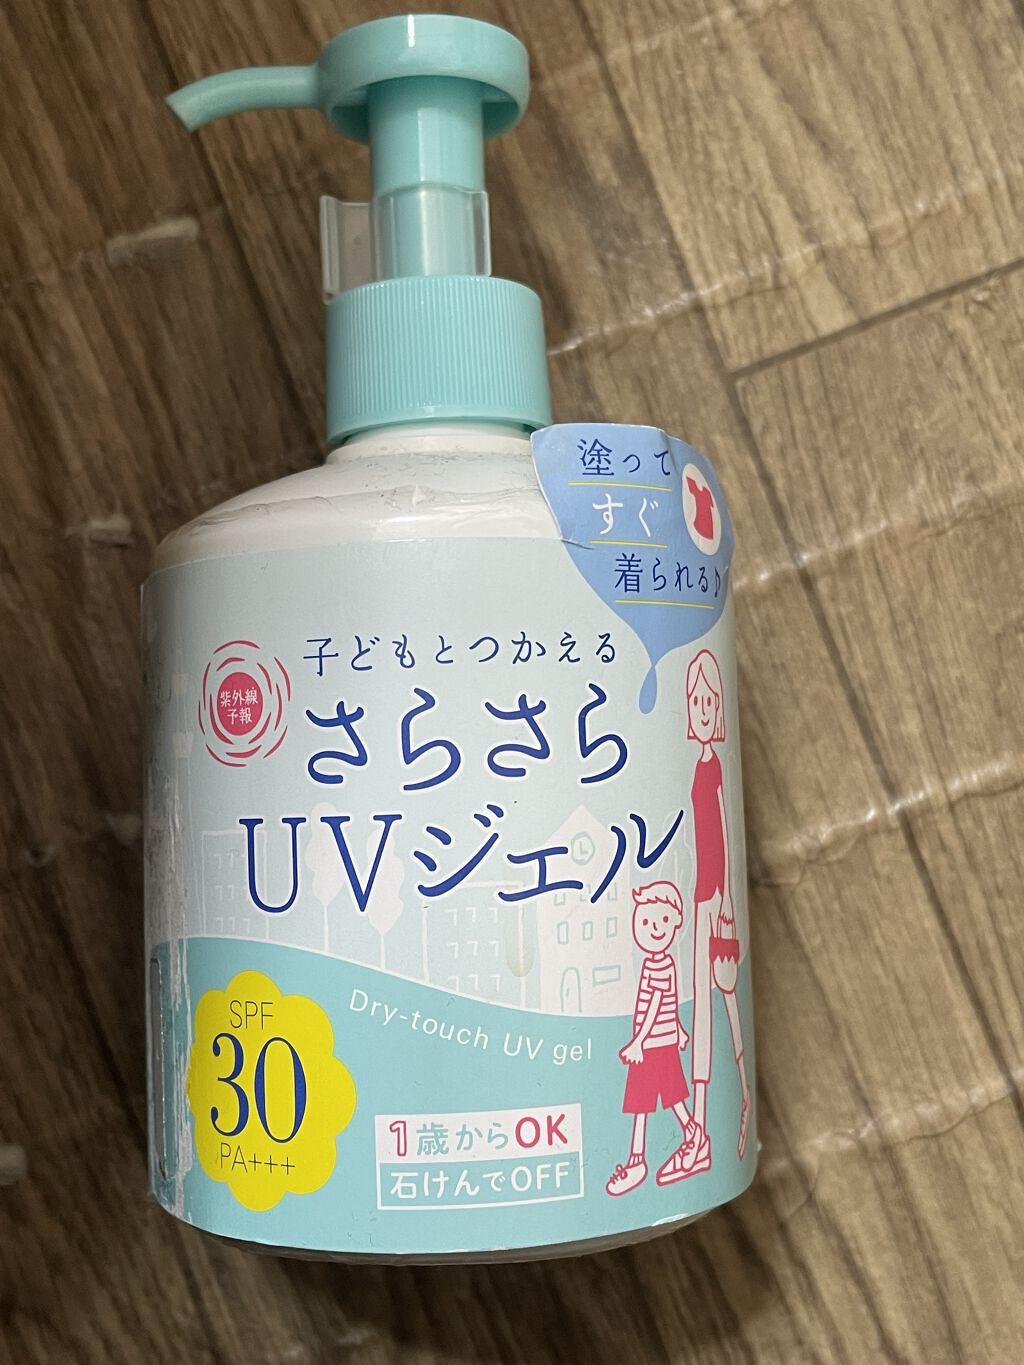 塗って
すぐ
着られる♪
子どもとつかえる
紫外線
予報
さらさら
UVジェル
Dry-touch UV gel
SPF
30
PA+++
1歳からOK
石けんでOFF